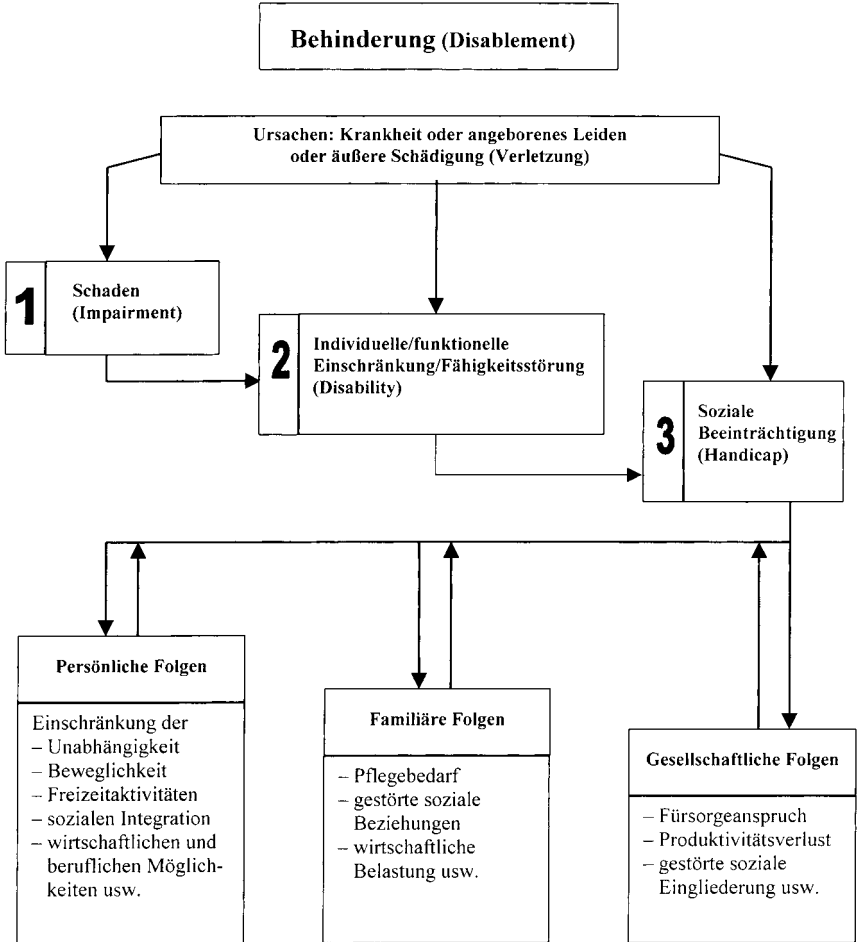 Behinderung (Disablement)
Ursachen: Krankheit oder angeborenes Leiden
oder äußere Schädigung (Verletzung)
1
Schaden
(Impairment)
2
Individuelle/funktionelle
Einschränkung/Fähigkeitsstörung
(Disability)
3
Soziale
Beeinträchtigung
(Handicap)
Persönliche Folgen
Einschränkung der
– Unabhängigkeit
– Beweglichkeit
– Freizeitaktivitäten
– sozialen Integration
– wirtschaftlichen und
beruflichen Möglich-
keiten usw.
Familiäre Folgen
– Pflegebedarf
– gestörte soziale
Beziehungen
– wirtschaftliche
Belastung usw.
Gesellschaftliche Folgen
– Fürsorgeanspruch
– Produktivitätsverlust
– gestörte soziale
Eingliederung usw.